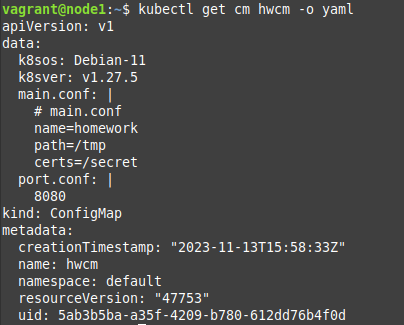 vagrant@node1:~$ kubectl get cm hwcm -o yaml
apiVersion: v1
data:
  k8sos: Debian-11
  k8sver: v1.27.5
  main.conf: |
    # main.conf
    name=homework
    path=/tmp
    certs=/secret
  port.conf: |
    8080
kind: ConfigMap
metadata:
  creationTimestamp: "2023-11-13T15:58:33Z"
  name: hwcm
  namespace: default
  resourceVersion: "47753"
  uid: 5ab3b5ba-a35f-4209-b780-612dd76b4f0d